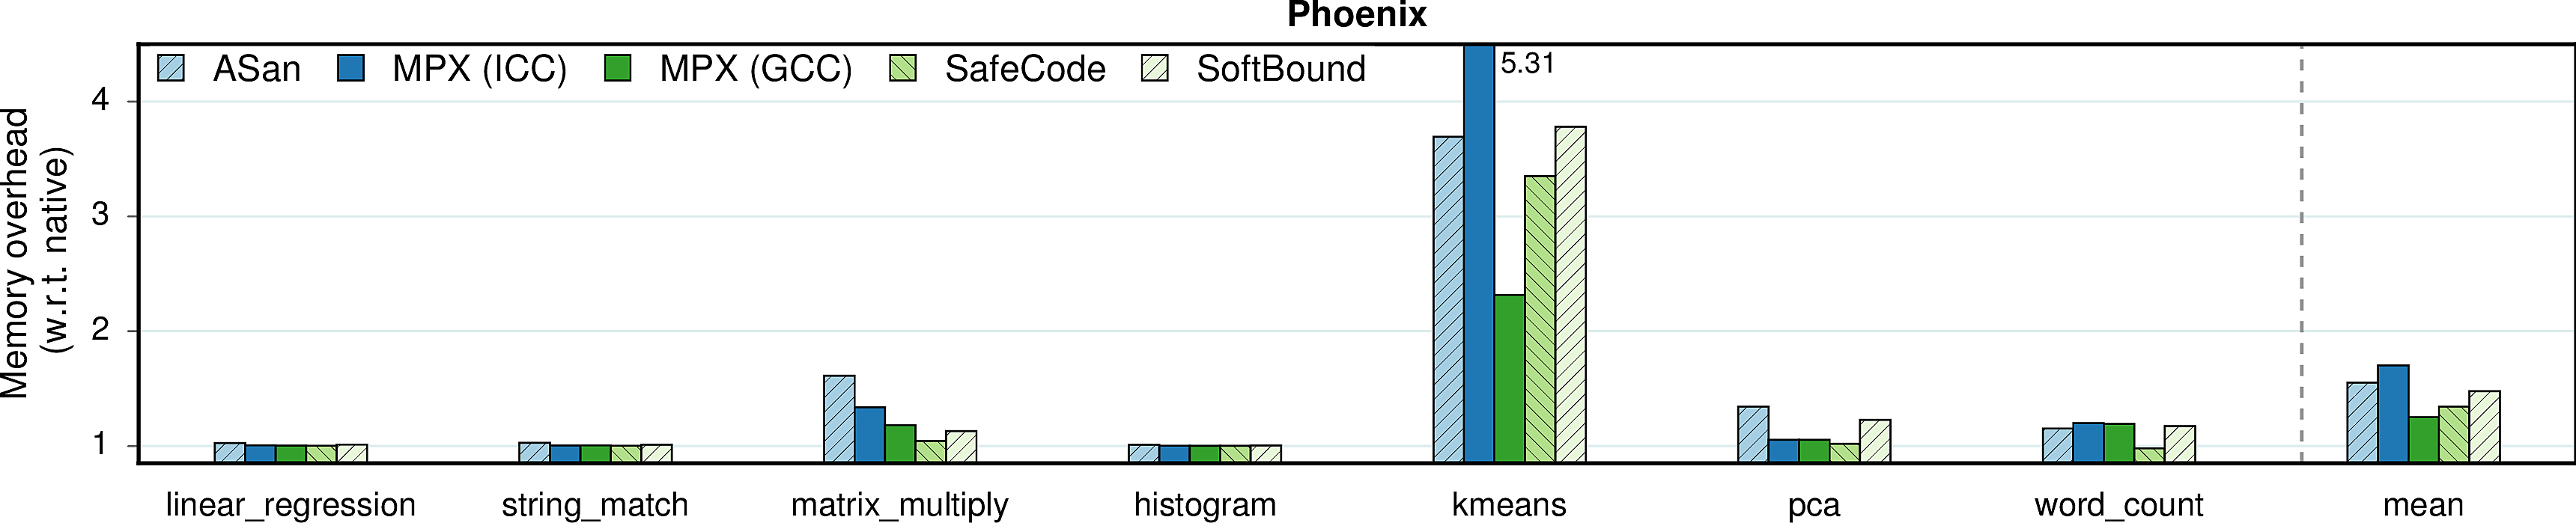 Phoenix
ASan MPX (ICC) MPX (GCC) SafeCode SoftBound
5.31
Memory overhead
(w.r.t. native)
4
3
2
1
linear_regression string_match matrix_multiply histogram kmeans pca word_count mean